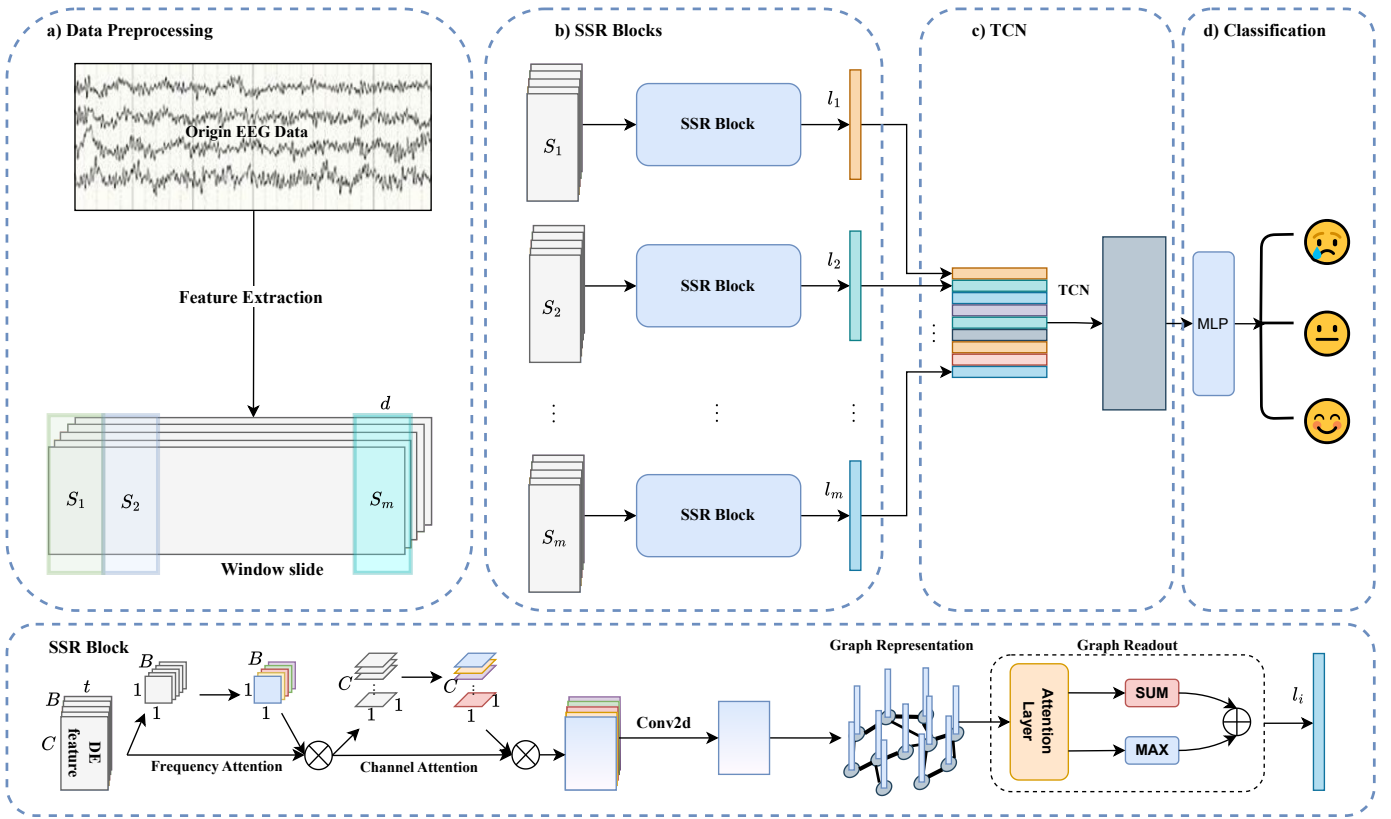 a) Data Preprocessing
Origin EEG Data
Feature Extraction
d
S1
S2
Sm
Window slide
b) SSR Blocks
S1
SSR Block
l1
S2
SSR Block
l2
⋮ ⋮ ⋮
Sm
SSR Block
lm
c) TCN
⋮
TCN
d) Classification
MLP
SSR Block
B
t
C
DE
feature
B
1
1
Frequency Attention
B
1
1
C
⋮
1
1
Channel Attention
C
⋮
1
1
Conv2d
Graph Representation
Graph Readout
Attention
Layer
SUM
MAX
li